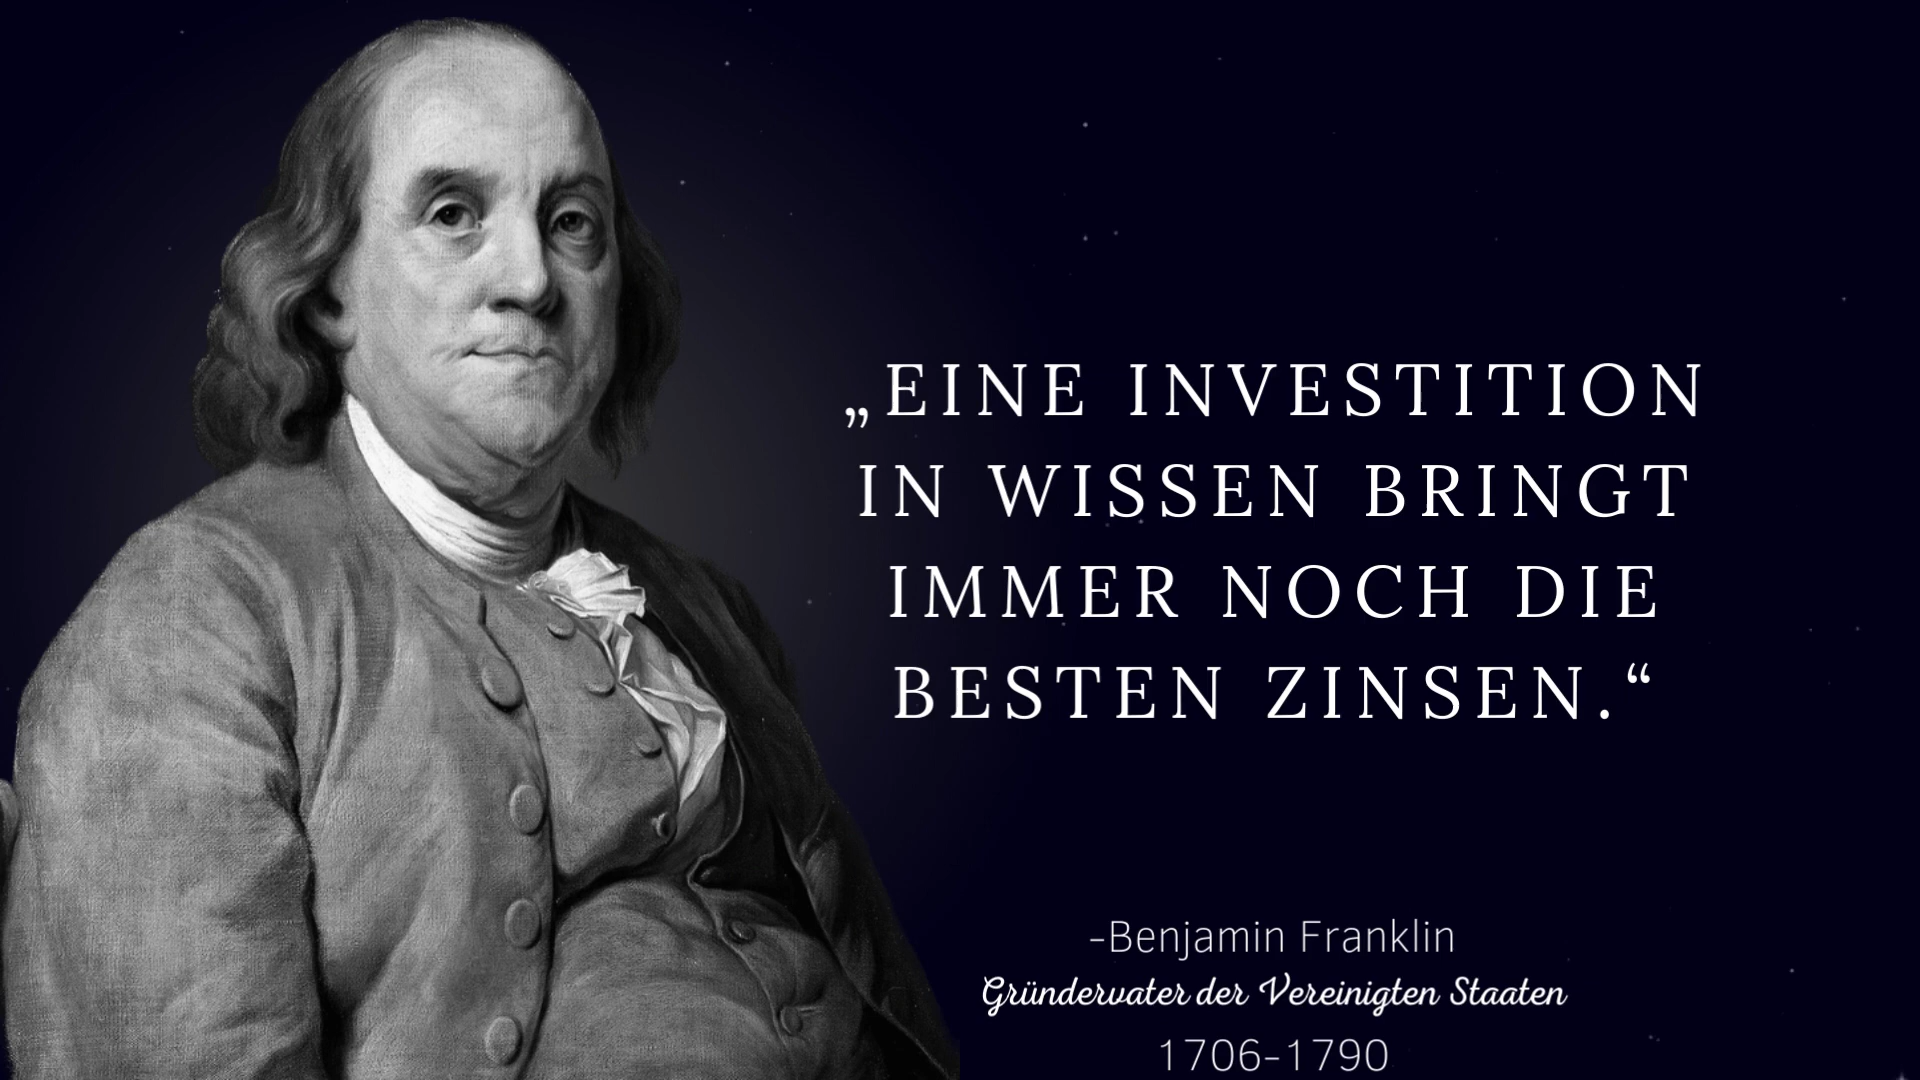 „EINE INVESTITION
IN WISSEN BRINGT
IMMER NOCH DIE
BESTEN ZINSEN.“
-Benjamin Franklin
Gründervater der Vereinigten Staaten
1706-1790